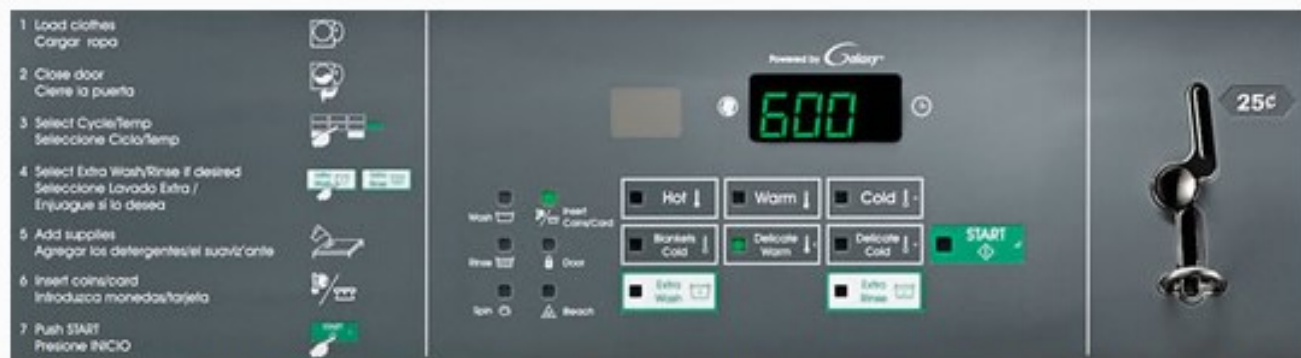 1 Load clothes
Cargar ropa
2 Close door
Cierre la puerta
3 Select Cycle/Temp
Seleccione Ciclo/Temp
4 Select Extra Wash/Rinse if desired
Seleccione Lavado Extra /
Enjuague si lo desea
5 Add supplies
Agregar los detergentes/el suaviz'ante
6 Insert coins/card
Introduzca monedas/tarjeta
7 Push START
Presione INICIO
Powered by Galaxy
600
25¢
Hot
Warm
Cold
Wash
Insert
Coins/Card
Blankets
Cold
Delicate
Warm
Delicate
Cold
START
Rinse
Door
Extra
Wash
Extra
Rinse
Spin
Bleach